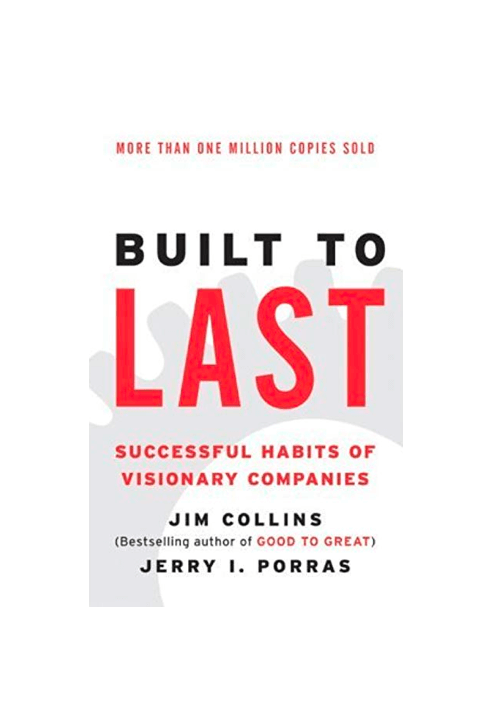 MORE THAN ONE MILLION COPIES SOLD
BUILT TO
LAST
SUCCESSFUL HABITS OF
VISIONARY COMPANIES
JIM COLLINS
(Bestselling author of GOOD TO GREAT)
JERRY I. PORRAS